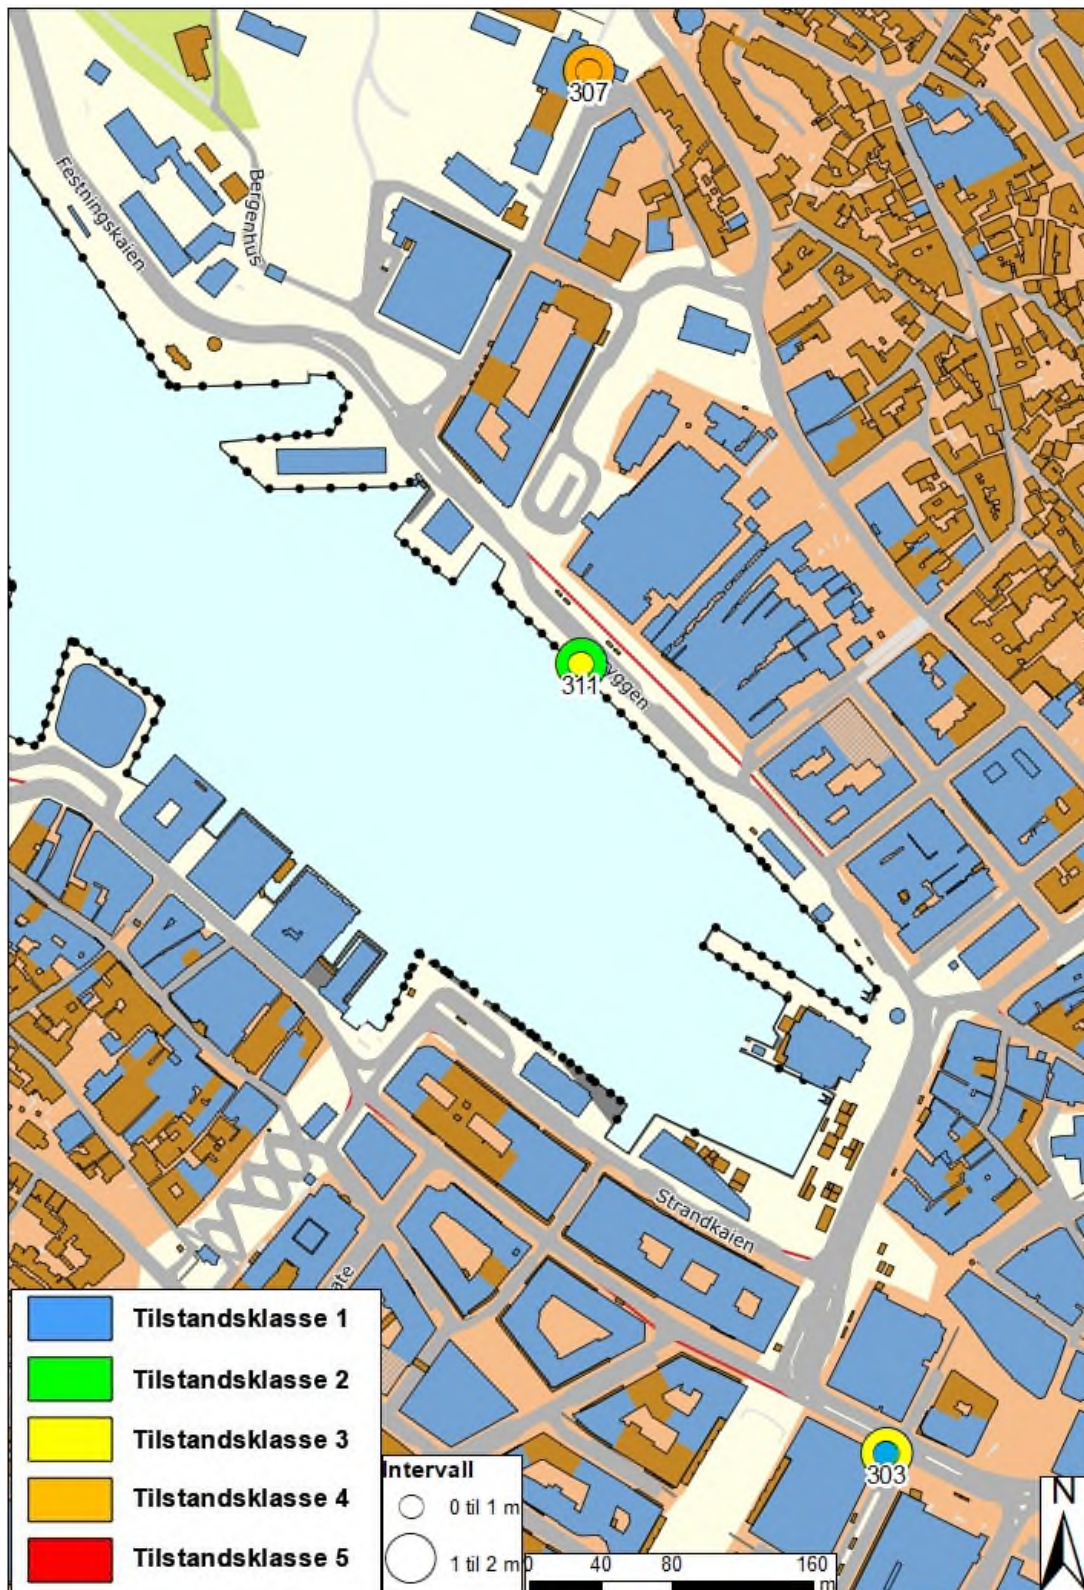 307
Festningskaien
Bergenhus
311
yggen
Strandkaien
ate
Tilstandsklasse 1
Tilstandsklasse 2
Tilstandsklasse 3
Tilstandsklasse 4
Tilstandsklasse 5
Intervall
0 til 1 m
1 til 2 m
303
N
0 40 80 160
m